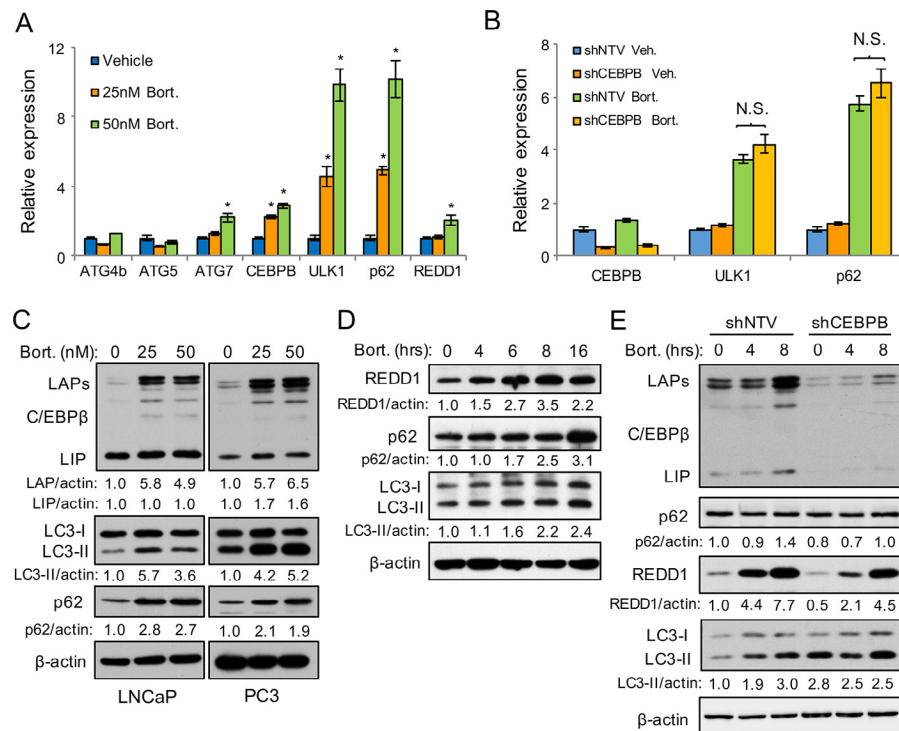 A
12
8
4
0
Relative expression
Vehicle
25nM Bort.
50nM Bort.
* * * * * * * *
ATG4b ATG5 ATG7 CEBPB ULK1 p62 REDD1
B
8
6
4
2
0
Relative expression
shNTV Veh.
shCEBPB Veh.
shNTV Bort.
shCEBPB Bort.
N.S.
N.S.
CEBPB ULK1 p62
C
Bort. (nM): 0 25 50 0 25 50
LAPs
C/EBPβ
LIP
LAP/actin: 1.0 5.8 4.9 1.0 5.7 6.5
LIP/actin: 1.0 1.0 1.0 1.0 1.7 1.6
LC3-I
LC3-II
LC3-II/actin: 1.0 5.7 3.6 1.0 4.2 5.2
p62
p62/actin: 1.0 2.8 2.7 1.0 2.1 1.9
β-actin
LNCaP PC3
D
Bort. (hrs): 0 4 6 8 16
REDD1
REDD1/actin: 1.0 1.5 2.7 3.5 2.2
p62
p62/actin: 1.0 1.0 1.7 2.5 3.1
LC3-I
LC3-II
LC3-II/actin: 1.0 1.1 1.6 2.2 2.4
β-actin
E
shNTV shCEBPB
Bort. (hrs): 0 4 8 0 4 8
LAPs
C/EBPβ
LIP
p62
p62/actin: 1.0 0.9 1.4 0.8 0.7 1.0
REDD1
REDD1/actin: 1.0 4.4 7.7 0.5 2.1 4.5
LC3-I
LC3-II
LC3-II/actin: 1.0 1.9 3.0 2.8 2.5 2.5
β-actin